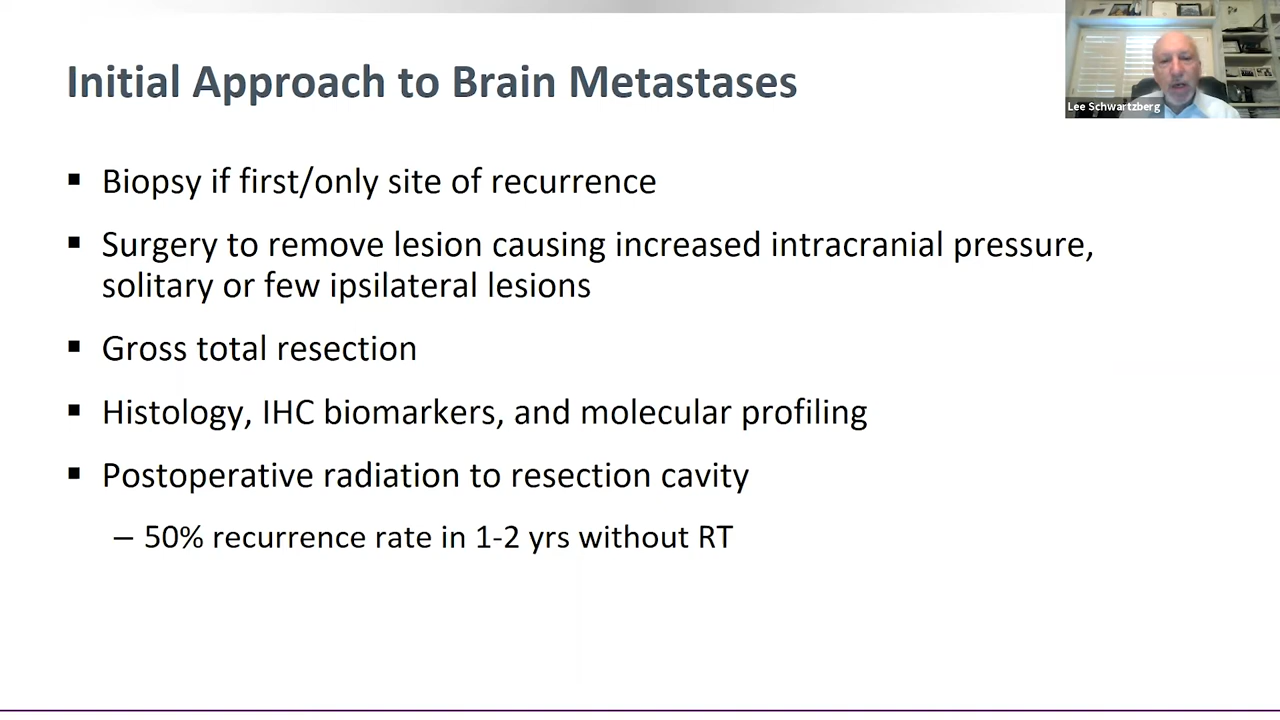 Initial Approach to Brain Metastases
Lee Schwartzberg
▪ Biopsy if first/only site of recurrence
▪ Surgery to remove lesion causing increased intracranial pressure,
solitary or few ipsilateral lesions
▪ Gross total resection
▪ Histology, IHC biomarkers, and molecular profiling
▪ Postoperative radiation to resection cavity
– 50% recurrence rate in 1-2 yrs without RT